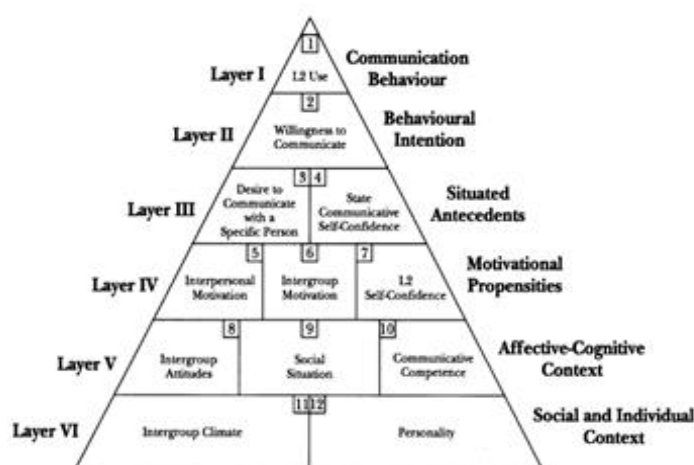 1
Layer I
L2 Use
Communication
Behaviour
2
Layer II
Willingness to
Communicate
Behavioural
Intention
3 4
Layer III
Desire to
Communicate
with a
Specific Person
State
Communicative
Self-Confidence
Situated
Antecedents
5 6 7
Layer IV
Interpersonal
Motivation
Intergroup
Motivation
L2
Self-Confidence
Motivational
Propensities
8 9 10
Layer V
Intergroup
Attitudes
Social
Situation
Communicative
Competence
Affective-Cognitive
Context
11 12
Layer VI
Intergroup Climate
Personality
Social and Individual
Context